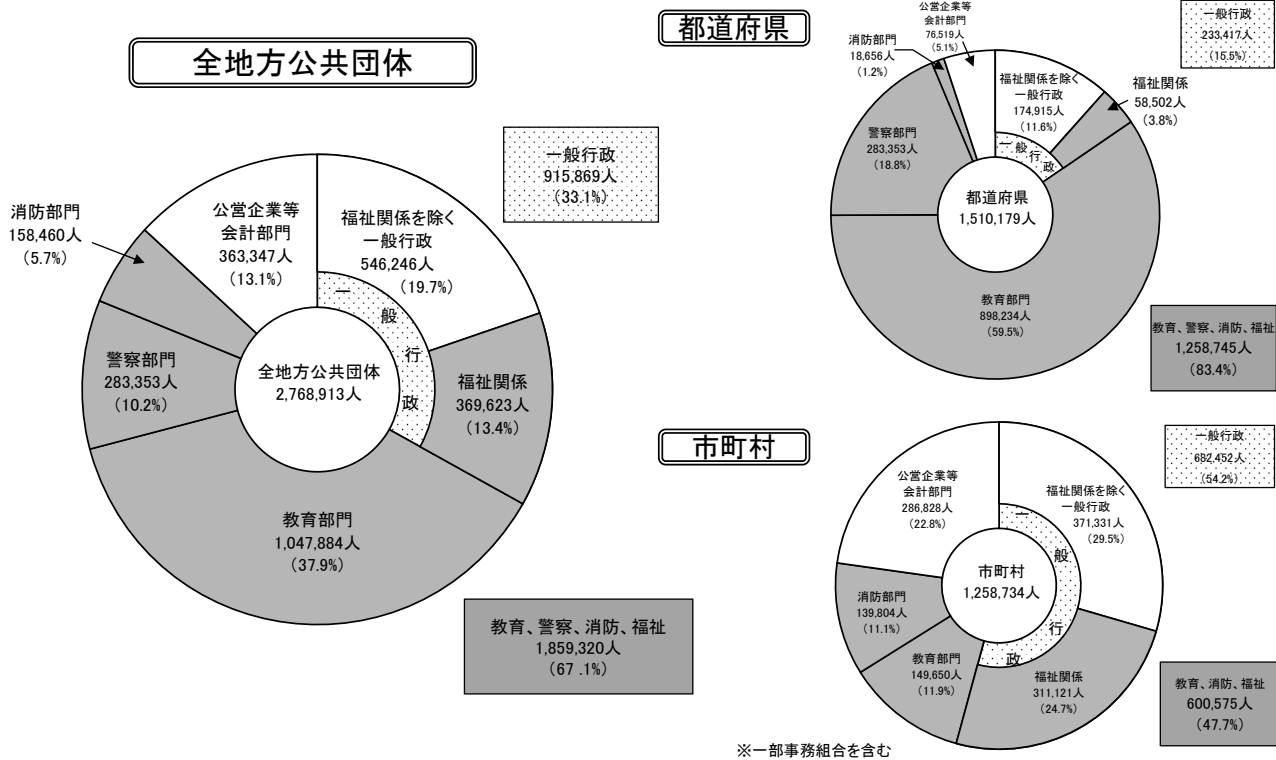 全地方公共団体
一般行政
915,869人
(33.1%)
消防部門
158,460人
(5.7%)
公営企業等
会計部門
363,347人
(13.1%)
福祉関係を除く
一般行政
546,246人
(19.7%)
一
般
行
政
警察部門
283,353人
(10.2%)
全地方公共団体
2,768,913人
福祉関係
369,623人
(13.4%)
教育部門
1,047,884人
(37.9%)
教育、警察、消防、福祉
1,859,320人
(67 .1%)
都道府県
公営企業等
会計部門
76,519人
(5.1%)
一般行政
233,417人
(15.5%)
消防部門
18,656人
(1.2%)
福祉関係を除く
一般行政
174,915人
(11.6%)
福祉関係
58,502人
(3.8%)
警察部門
283,353人
(18.8%)
一
般
行
政
都道府県
1,510,179人
教育部門
898,234人
(59.5%)
教育、警察、消防、福祉
1,258,745人
(83.4%)
市町村
一般行政
682,452人
(54.2%)
公営企業等
会計部門
286,828人
(22.8%)
福祉関係を除く
一般行政
371,331人
(29.5%)
一
般
行
政
市町村
1,258,734人
消防部門
139,804人
(11.1%)
教育部門
149,650人
(11.9%)
福祉関係
311,121人
(24.7%)
教育、消防、福祉
600,575人
(47.7%)
※一部事務組合を含む